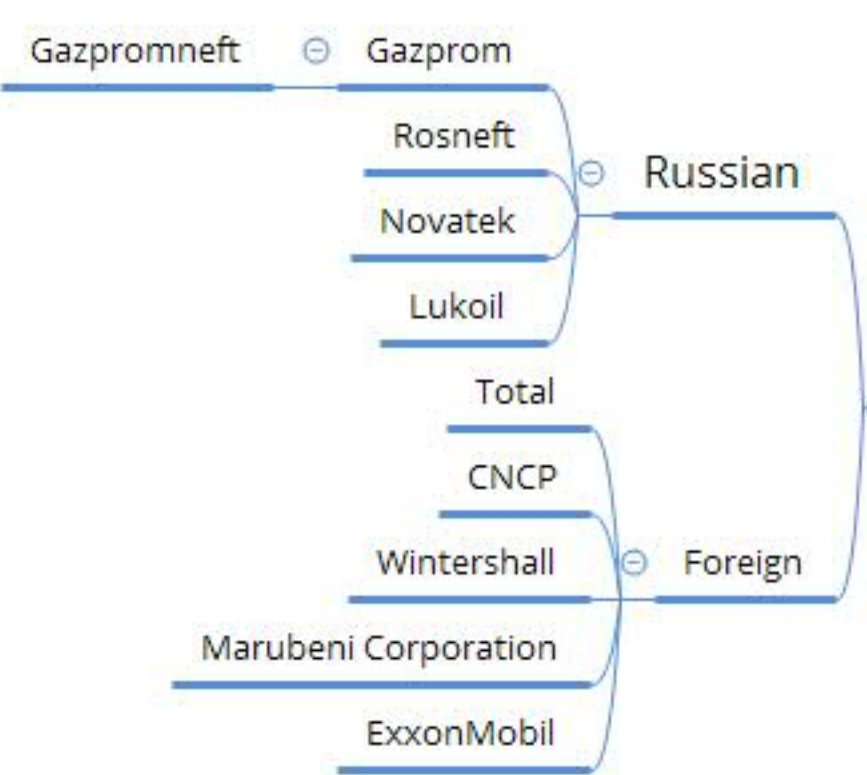 Gazpromneft Gazprom
Rosneft
Russian
Novatek
Lukoil
Total
CNCP
Wintershall
Foreign
Marubeni Corporation
ExxonMobil